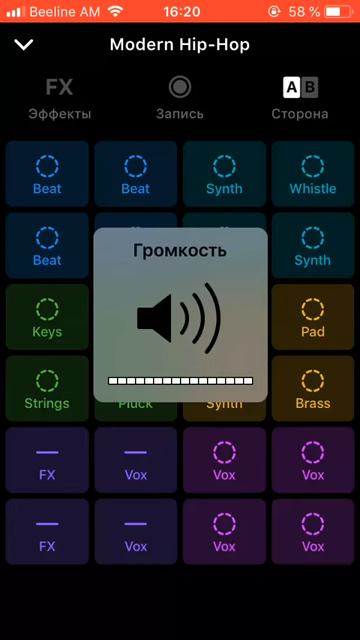 Beeline AM 16:20 58 %
Modern Hip-Hop
FX A B
Эффекты Запись Сторона
Beat Beat Synth Whistle
Громкость
Beat Synth
Keys Pad
Strings Pluck Synth Brass
FX Vox Vox Vox
FX Vox Vox Vox